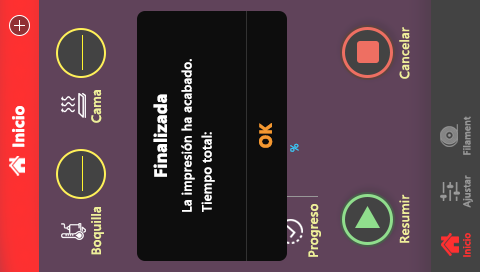 Inicio
Boquilla
Cama
Finalizada
La impresión ha acabado.
Tiempo total:
OK
%
Progreso
Resumir
Cancelar
Inicio
Ajustar
Filament